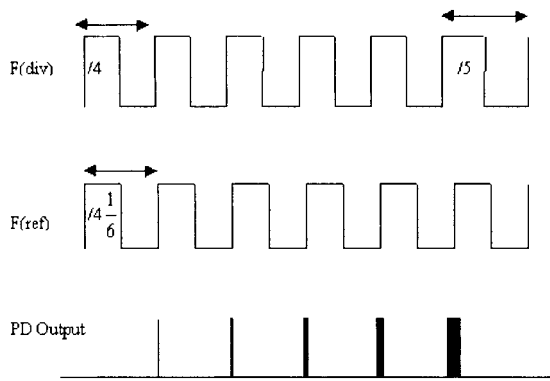 F(div)
/4
/5
F(ref)
/4 1/6
PD Output